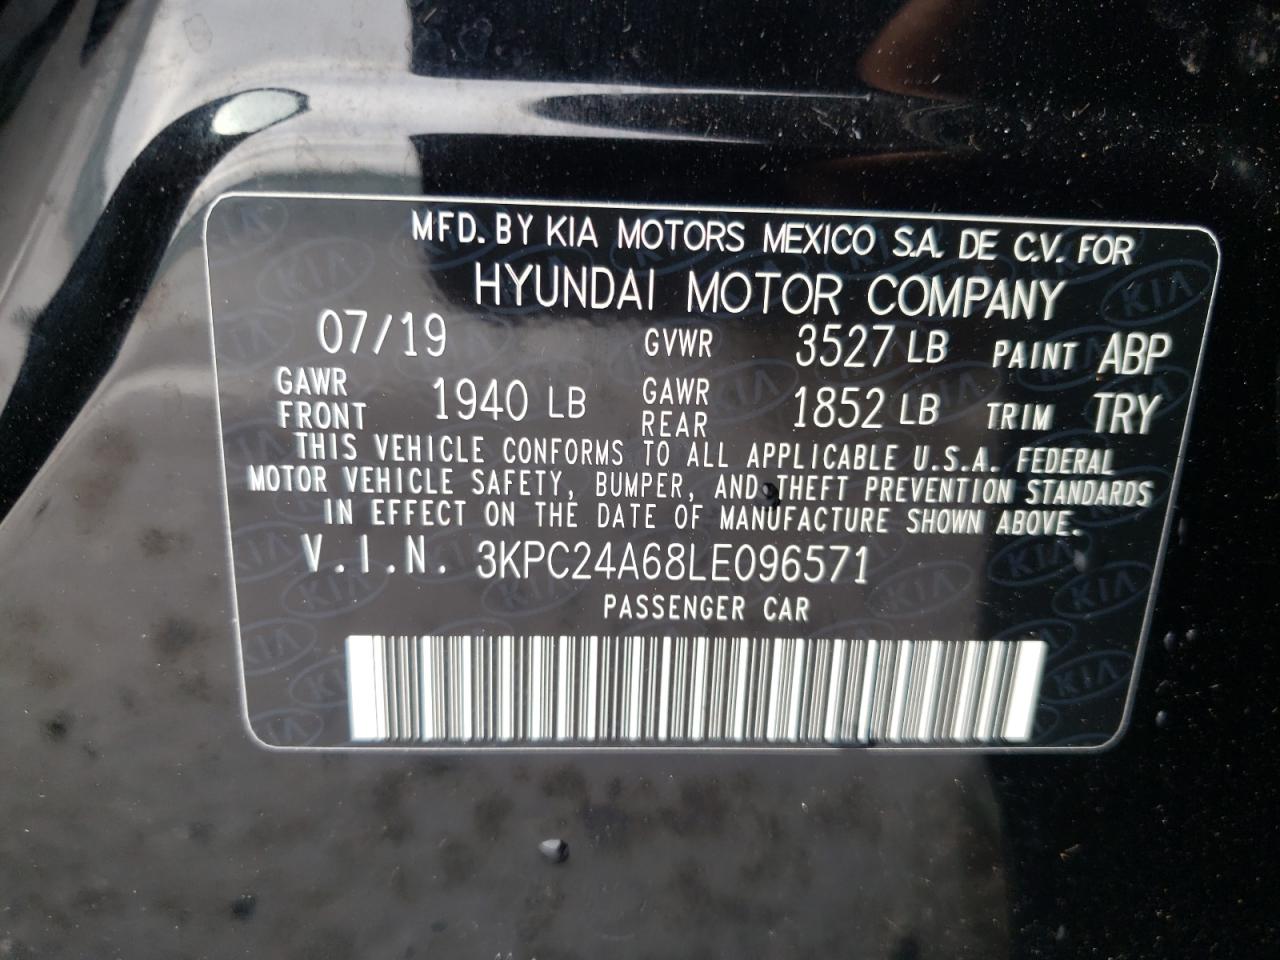 MFD. BY KIA MOTORS MEXICO S.A. DE C.V. FOR
HYUNDAI MOTOR COMPANY
07/19 GVWR 3527 LB PAINT ABP
GAWR FRONT 1940 LB GAWR REAR 1852 LB TRIM TRY
THIS VEHICLE CONFORMS TO ALL APPLICABLE U.S.A. FEDERAL
MOTOR VEHICLE SAFETY, BUMPER, AND THEFT PREVENTION STANDARDS
IN EFFECT ON THE DATE OF MANUFACTURE SHOWN ABOVE.
V.I.N. 3KPC24A68LE096571
PASSENGER CAR